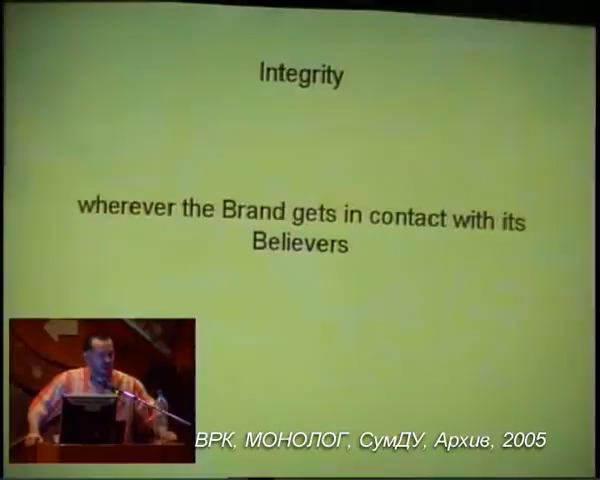 Integrity
wherever the Brand gets in contact with its
Believers
ВРК, МОНОЛОГ, СумДУ, Архив, 2005